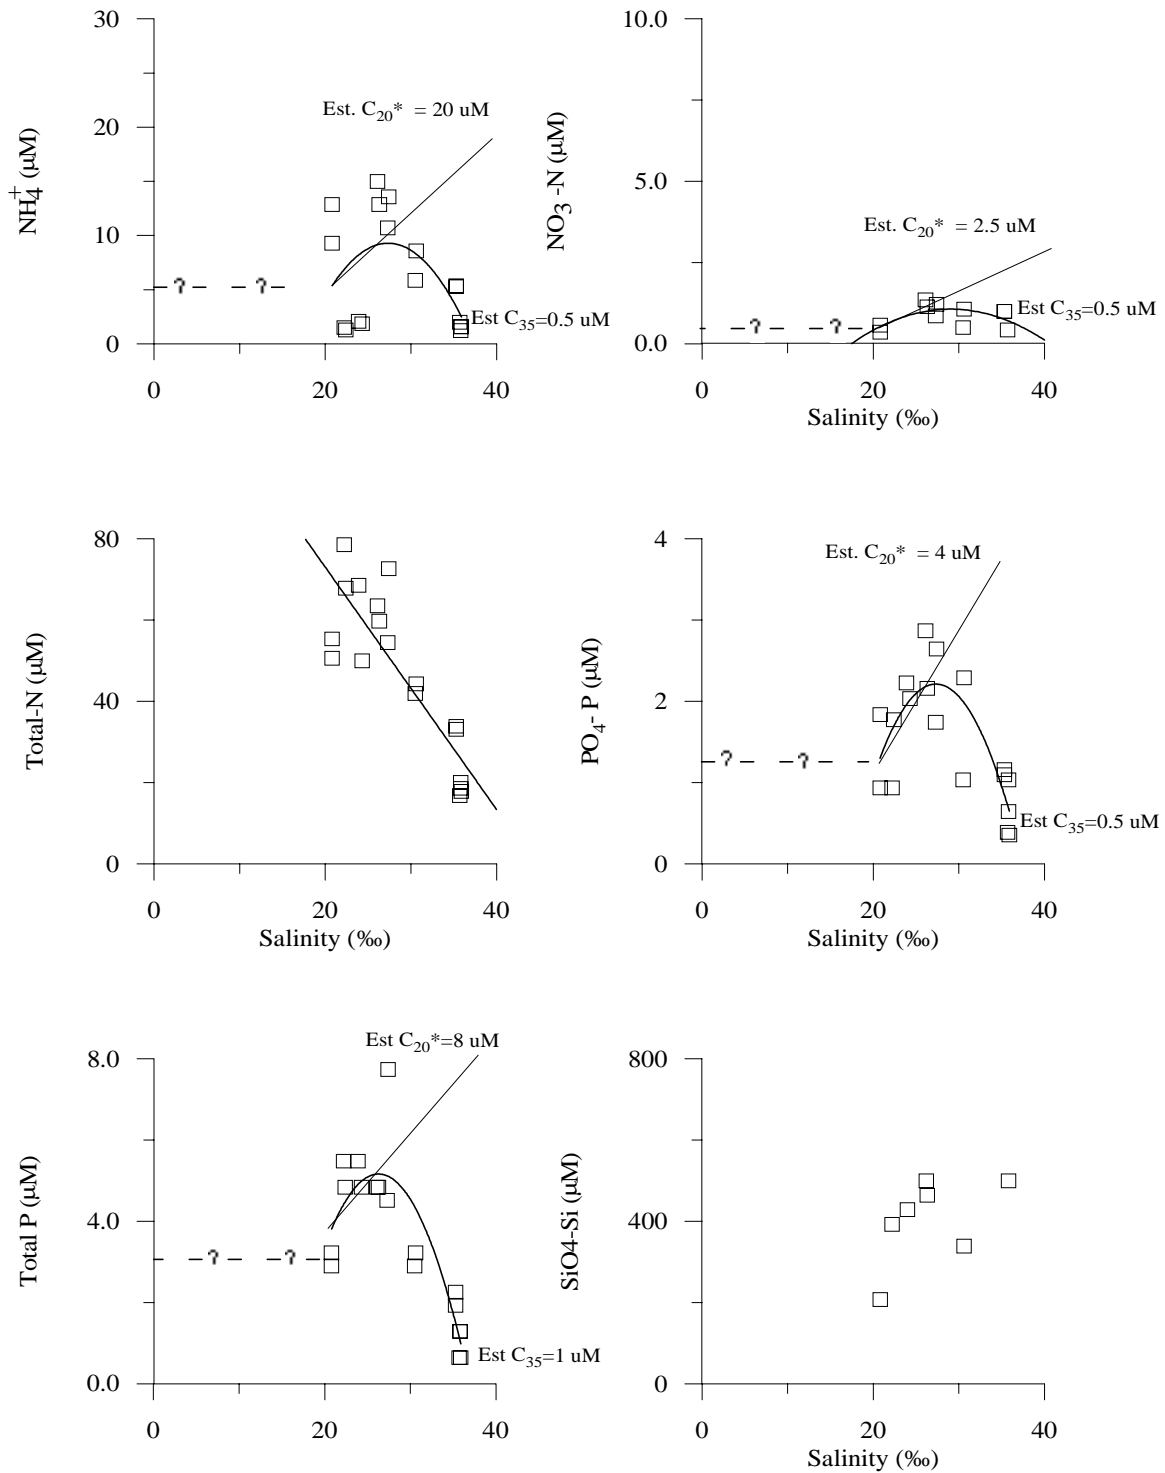 30
20
10
0
NH4+ (µM)
Est. C20* = 20 uM
? ?
Est C35=0.5 uM
0 20 40
10.0
5.0
0.0
NO3 -N (µM)
Est. C20* = 2.5 uM
? ?
Est C35=0.5 uM
0 20 40
Salinity (‰)
80
40
0
Total-N (µM)
0 20 40
Salinity (‰)
4
2
0
PO4- P (µM)
Est. C20* = 4 uM
? ?
Est C35=0.5 uM
0 20 40
Salinity (‰)
8.0
4.0
0.0
Total P (µM)
Est C20*=8 uM
? ?
Est C35=1 uM
0 20 40
800
400
0
SiO4-Si (µM)
0 20 40
Salinity (‰)